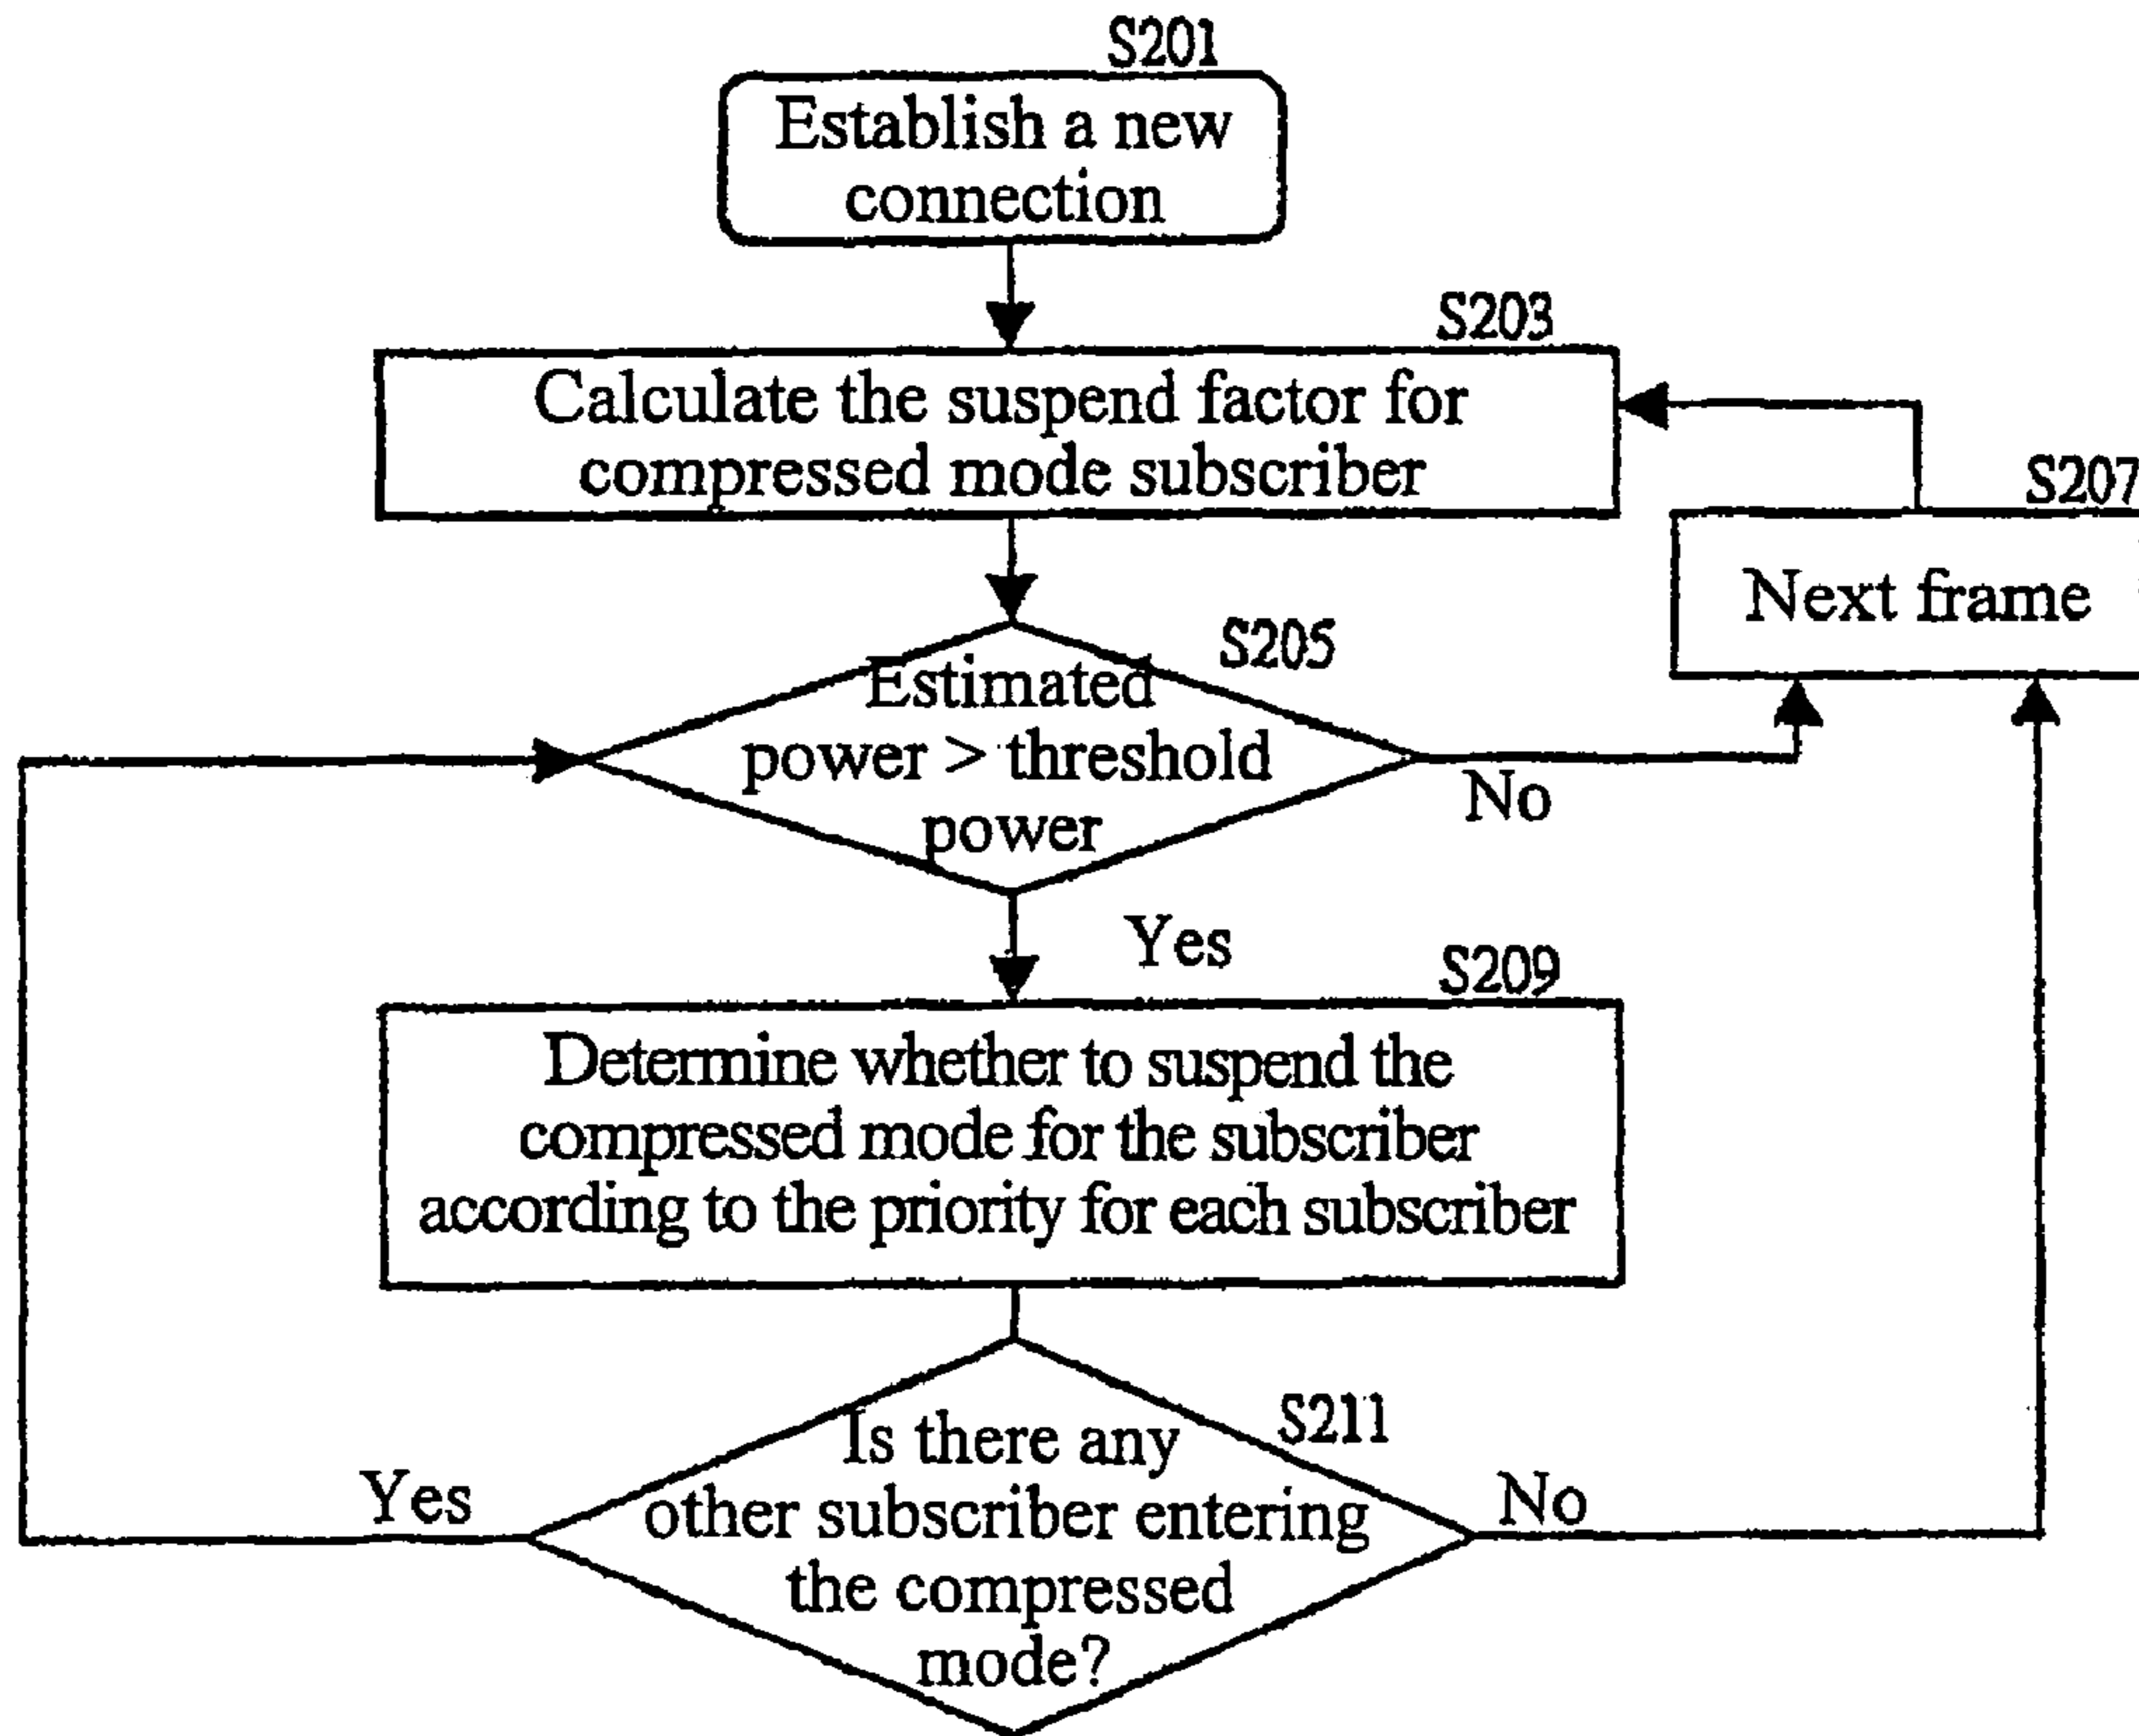 S201
Establish a new
connection
S203
Calculate the suspend factor for
compressed mode subscriber
S207
Next frame
S205
Estimated
power > threshold
power
No
Yes
S209
Determine whether to suspend the
compressed mode for the subscriber
according to the priority for each subscriber
S211
Is there any
other subscriber entering
the compressed
mode?
Yes
No